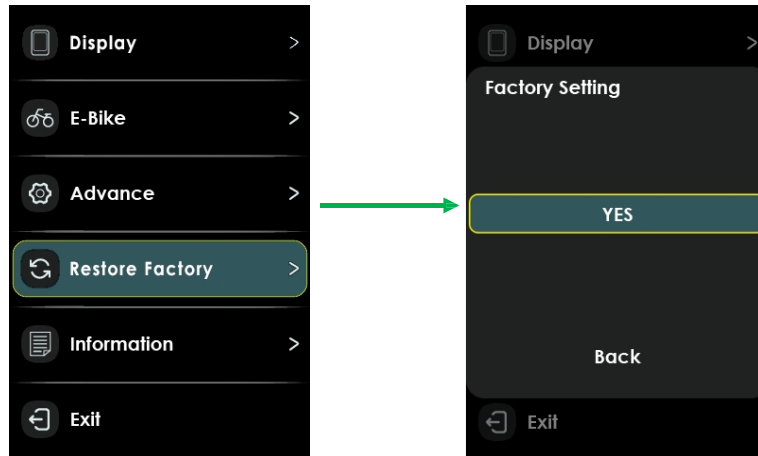 Display >
E-Bike >
Advance >
Restore Factory >
Information >
Exit
Display >
Factory Setting
YES
Back
Exit